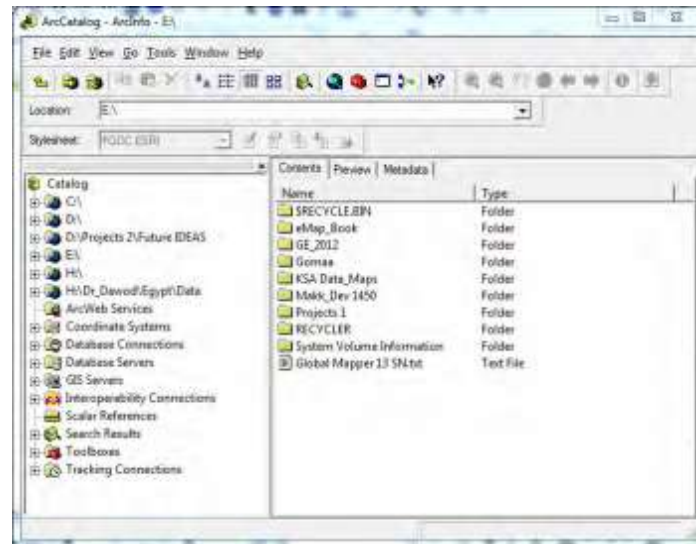 ArcCatalog - ArcInfo - E:\
File Edit View Go Tools Window Help
Location: E:\
Stylesheet: FGDC ESRI
Contents Preview Metadata
Catalog
C:\
D:\
D:\Projects 2\Future IDEAS
E:\
H:\
H:\Dr_Dawod\Egypt\Data
ArcWeb Services
Coordinate Systems
Database Connections
Database Servers
GIS Servers
Interoperability Connections
Scalar References
Search Results
Toolboxes
Tracking Connections
Name Type
$RECYCLE.BIN Folder
eMap_Book Folder
GE_2012 Folder
Gomaa Folder
KSA Data_Maps Folder
Makk_Dev 1450 Folder
Projects 1 Folder
RECYCLER Folder
System Volume Information Folder
Global Mapper 13 SN.txt Text File